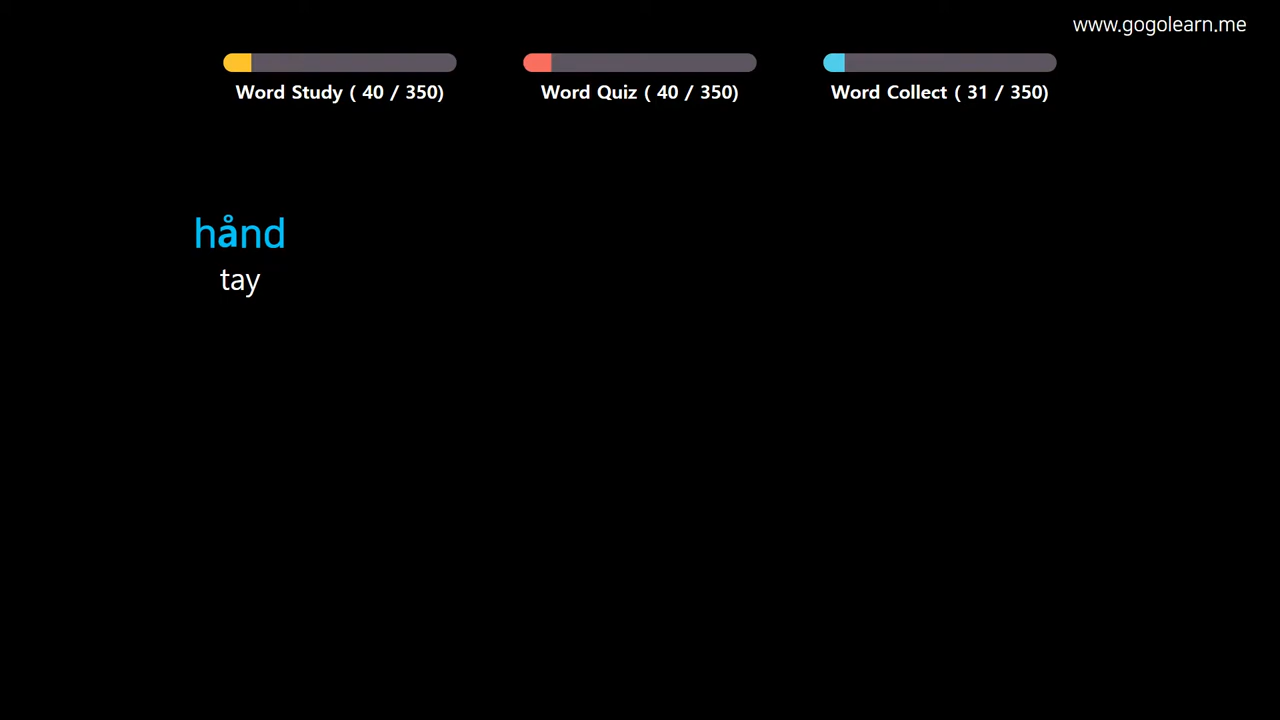 www.gogolearn.me
Word Study ( 40 / 350)
Word Quiz ( 40 / 350)
Word Collect ( 31 / 350)
hånd
tay